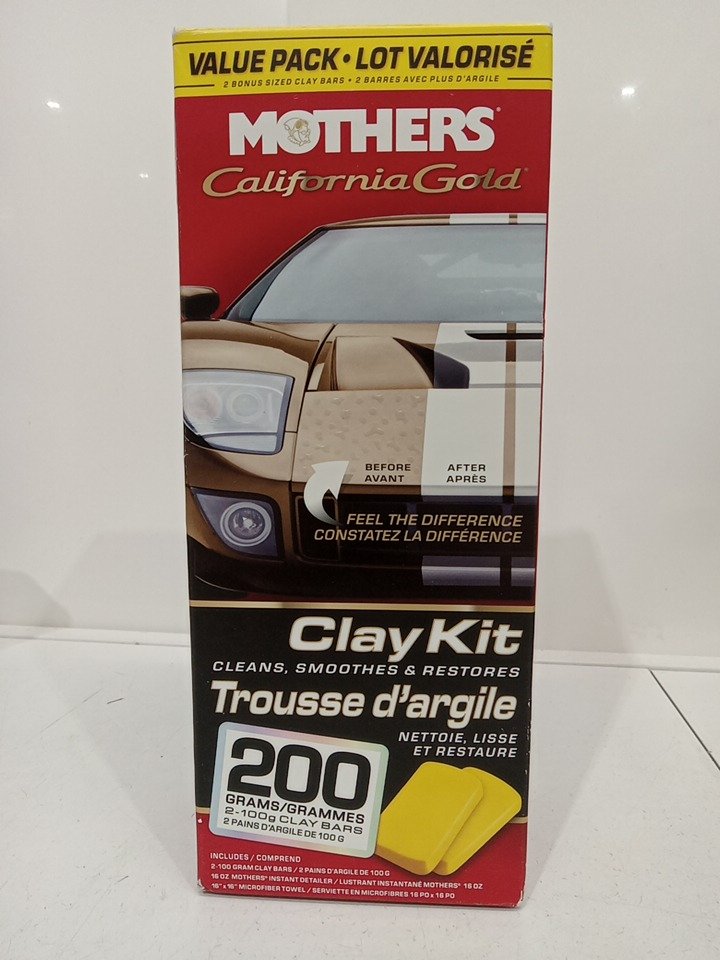 VALUE PACK • LOT VALORISÉ
2 BONUS SIZED CLAY BARS • 2 BARRES AVEC PLUS D'ARGILE
MOTHERS®
California Gold®
BEFORE AFTER
AVANT APRÈS
FEEL THE DIFFERENCE
CONSTATEZ LA DIFFÉRENCE
Clay Kit
CLEANS, SMOOTHES & RESTORES
Trousse d'argile
NETTOIE, LISSE
ET RESTAURE
200
GRAMS/GRAMMES
2-100g CLAY BARS
2 PAINS D'ARGILE DE 100 G
INCLUDES / COMPREND
2-100 GRAM CLAY BARS / 2 PAINS D'ARGILE DE 100 G
16 OZ MOTHERS® INSTANT DETAILER / LUSTRANT INSTANTANÉ MOTHERS® 16 OZ
16" x 16" MICROFIBER TOWEL / SERVIETTE EN MICROFIBRES 16 PO x 16 PO